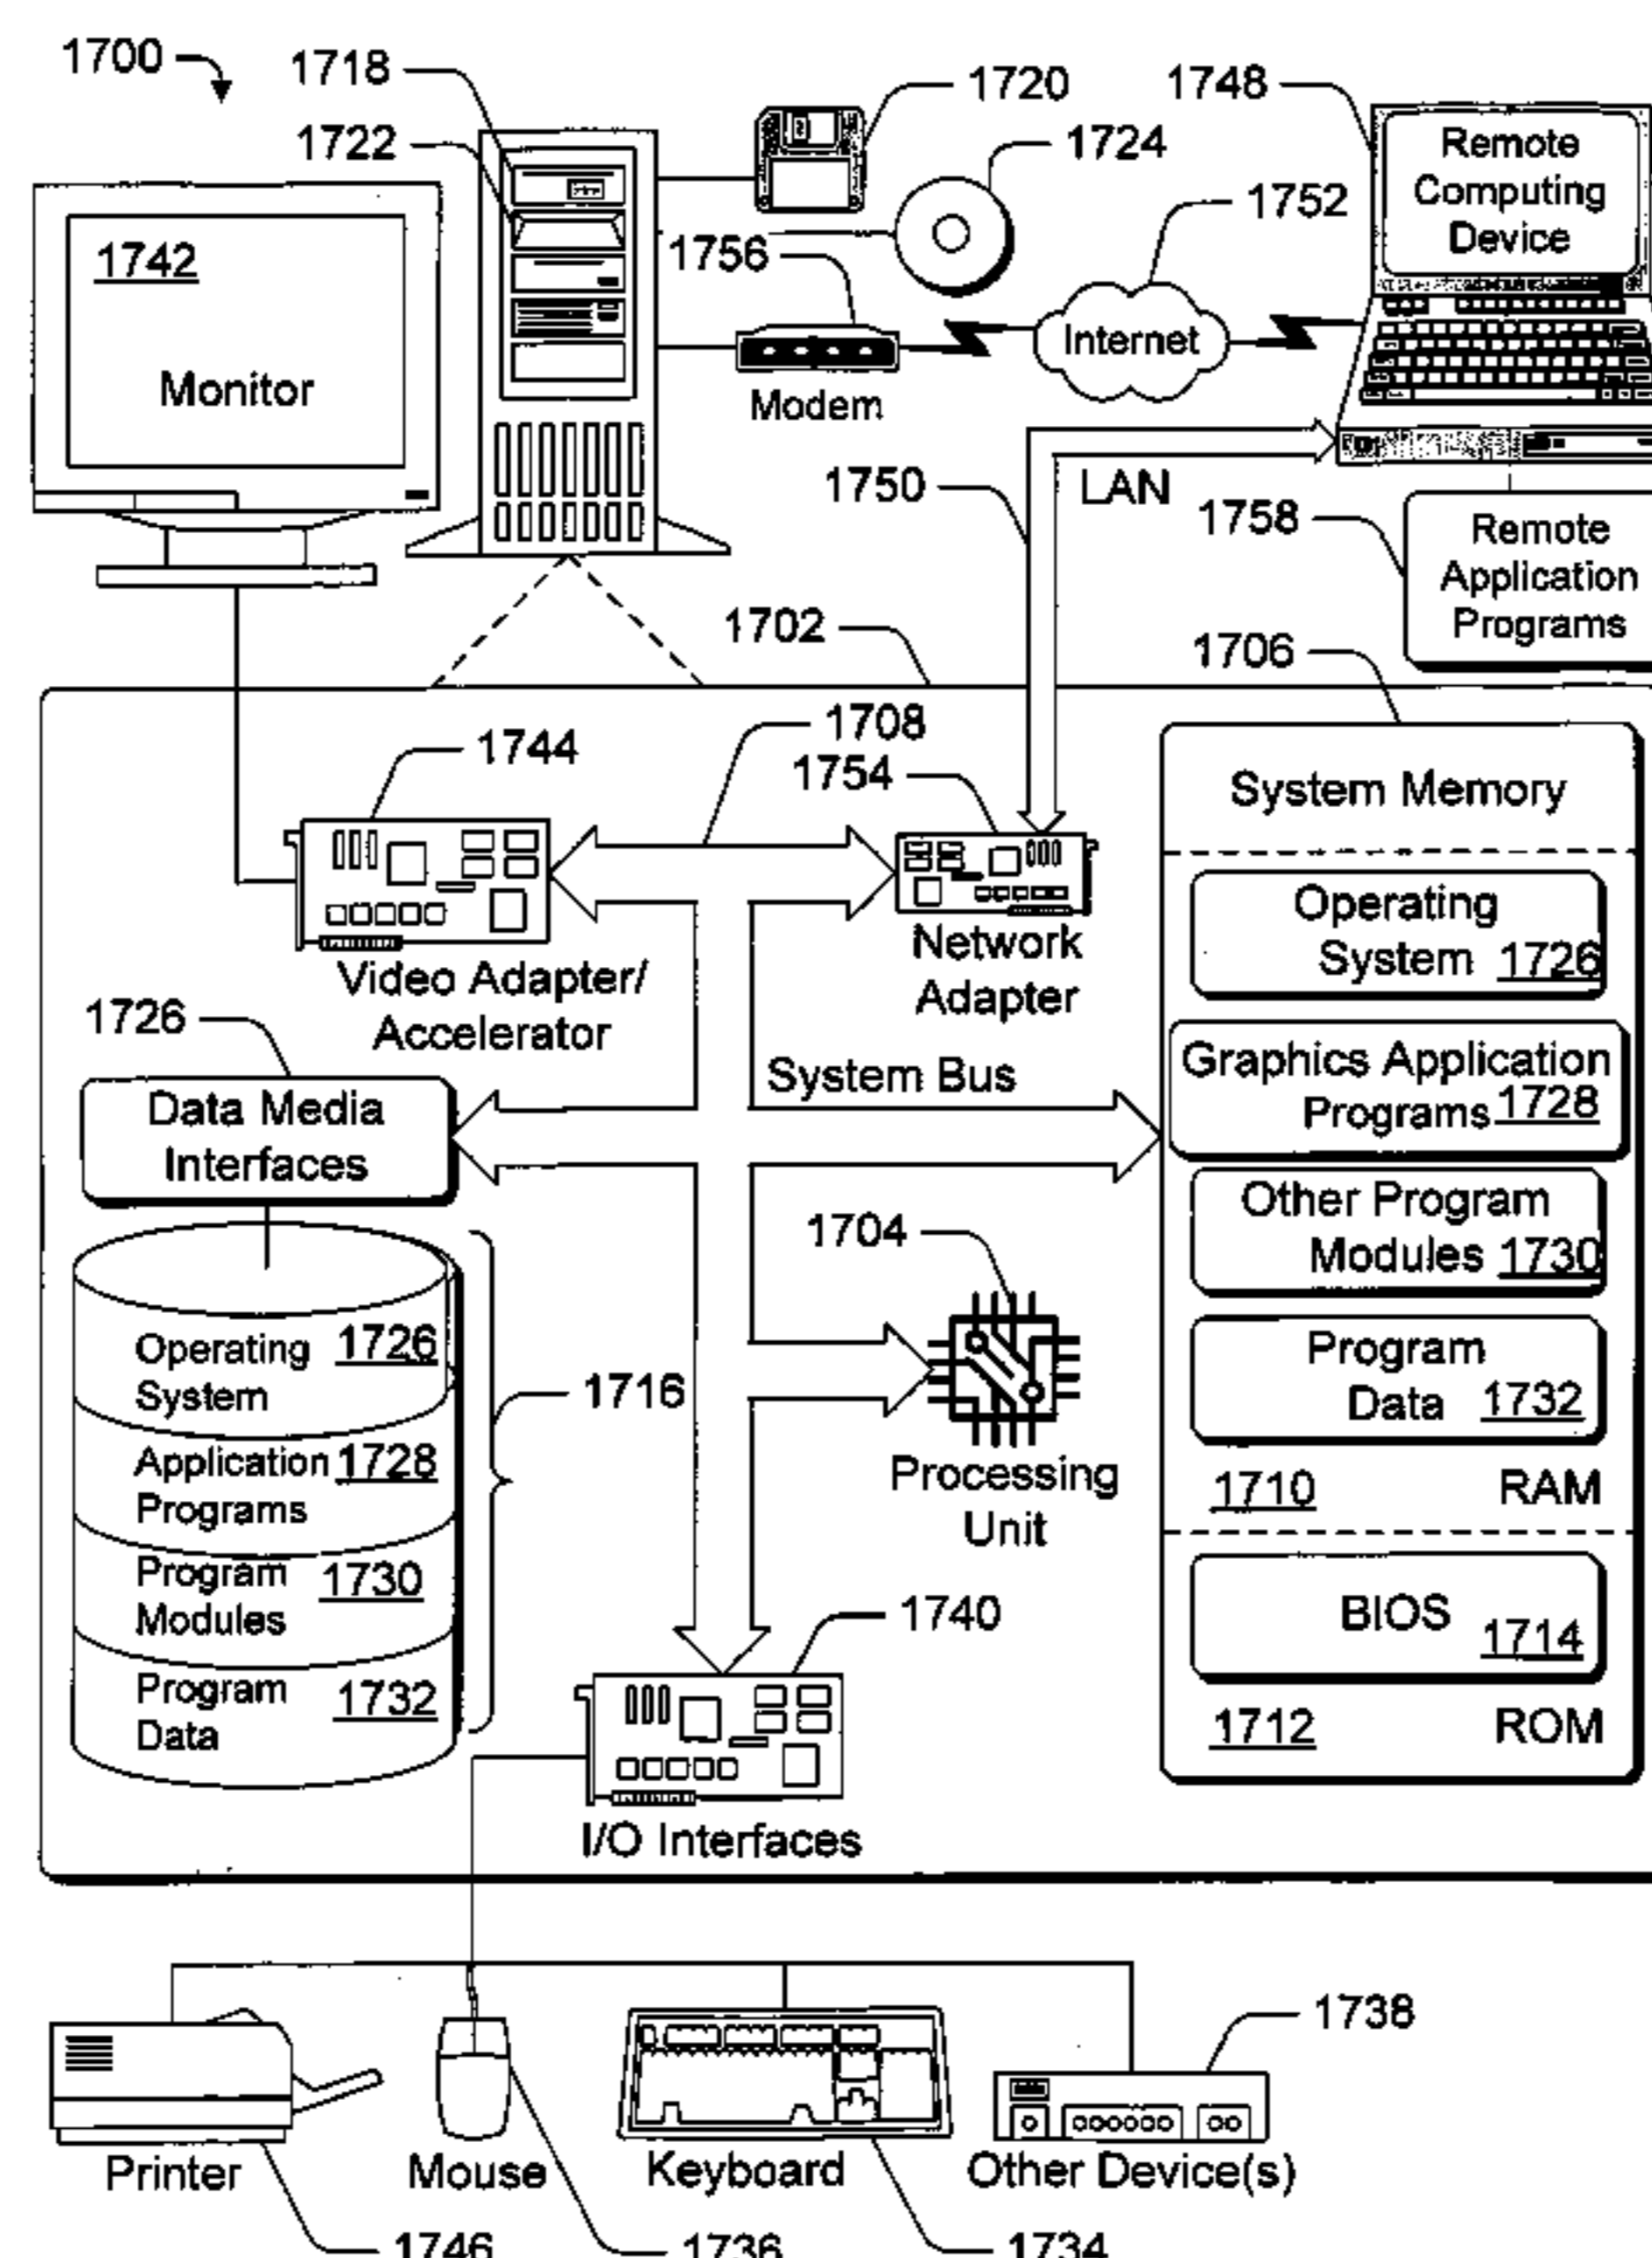 1700
1718
1720
1748
1722
1724
Remote
Computing
Device
1752
1742
1756
Internet
Monitor
Modem
1750
LAN
1758
Remote
Application
Programs
1702
1706
1708
1744
1754
System Memory
Operating
System 1726
Network
Adapter
Video Adapter/
Accelerator
1726
System Bus
Graphics Application
Programs 1728
Data Media
Interfaces
Other Program
Modules 1730
1704
Operating 1726
System
1716
Program
Data 1732
Application 1728
Programs
Processing
Unit
1710 RAM
Program 1730
Modules
1740
BIOS
1714
Program 1732
Data
1712 ROM
I/O Interfaces
1738
Printer
Mouse
Keyboard
Other Device(s)
1746
1736
1734